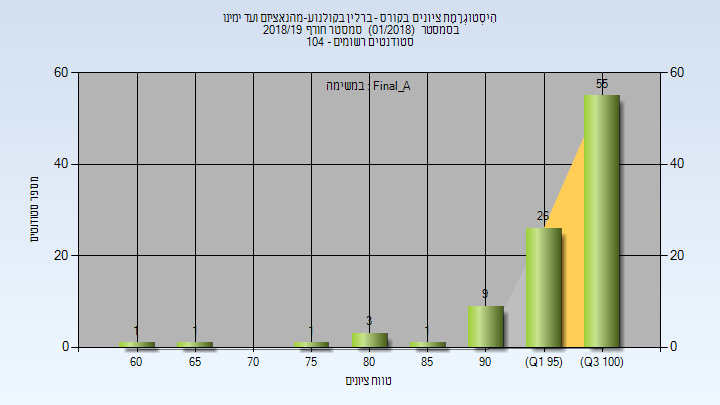 היסטוגרמת ציונים בקורס - ברלין בקולנוע-מהנאציזם ועד ימינו
בסמסטר (01/2018) סמסטר חורף 2018/19
סטודנטים רשומים - 104
במשימה : Final_A
60 60
40 40
20 20
0 0
מספר סטודנטים
1 1 1 3 1 9 26 55
60 65 70 75 80 85 90 (Q1 95) (Q3 100)
טווח ציונים